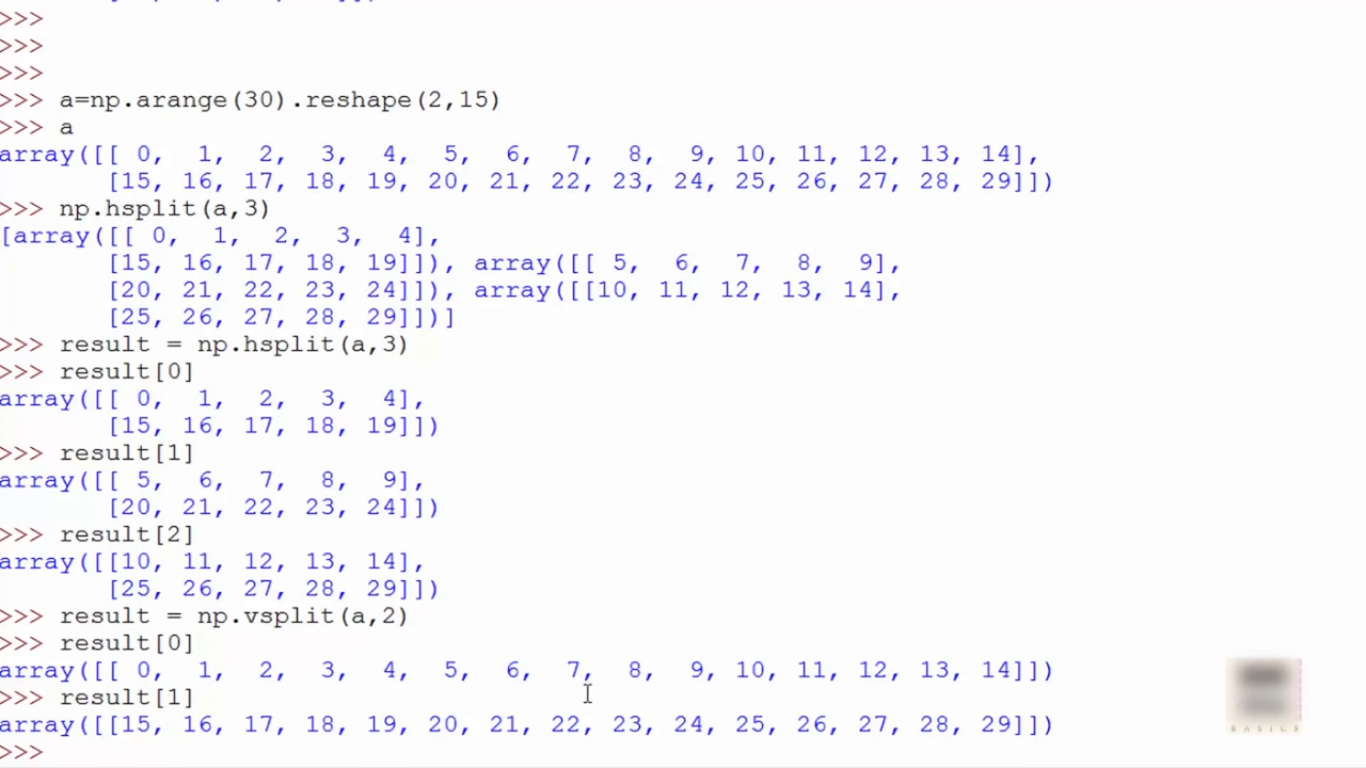 >>>
>>>
>>>
>>> a=np.arange(30).reshape(2,15)
>>> a
array([[ 0,  1,  2,  3,  4,  5,  6,  7,  8,  9, 10, 11, 12, 13, 14],
       [15, 16, 17, 18, 19, 20, 21, 22, 23, 24, 25, 26, 27, 28, 29]])
>>> np.hsplit(a,3)
[array([[ 0,  1,  2,  3,  4],
       [15, 16, 17, 18, 19]]), array([[ 5,  6,  7,  8,  9],
       [20, 21, 22, 23, 24]]), array([[10, 11, 12, 13, 14],
       [25, 26, 27, 28, 29]])]
>>> result = np.hsplit(a,3)
>>> result[0]
array([[ 0,  1,  2,  3,  4],
       [15, 16, 17, 18, 19]])
>>> result[1]
array([[ 5,  6,  7,  8,  9],
       [20, 21, 22, 23, 24]])
>>> result[2]
array([[10, 11, 12, 13, 14],
       [25, 26, 27, 28, 29]])
>>> result = np.vsplit(a,2)
>>> result[0]
array([[ 0,  1,  2,  3,  4,  5,  6,  7,  8,  9, 10, 11, 12, 13, 14]])
>>> result[1]
array([[15, 16, 17, 18, 19, 20, 21, 22, 23, 24, 25, 26, 27, 28, 29]])
>>>
BASICS